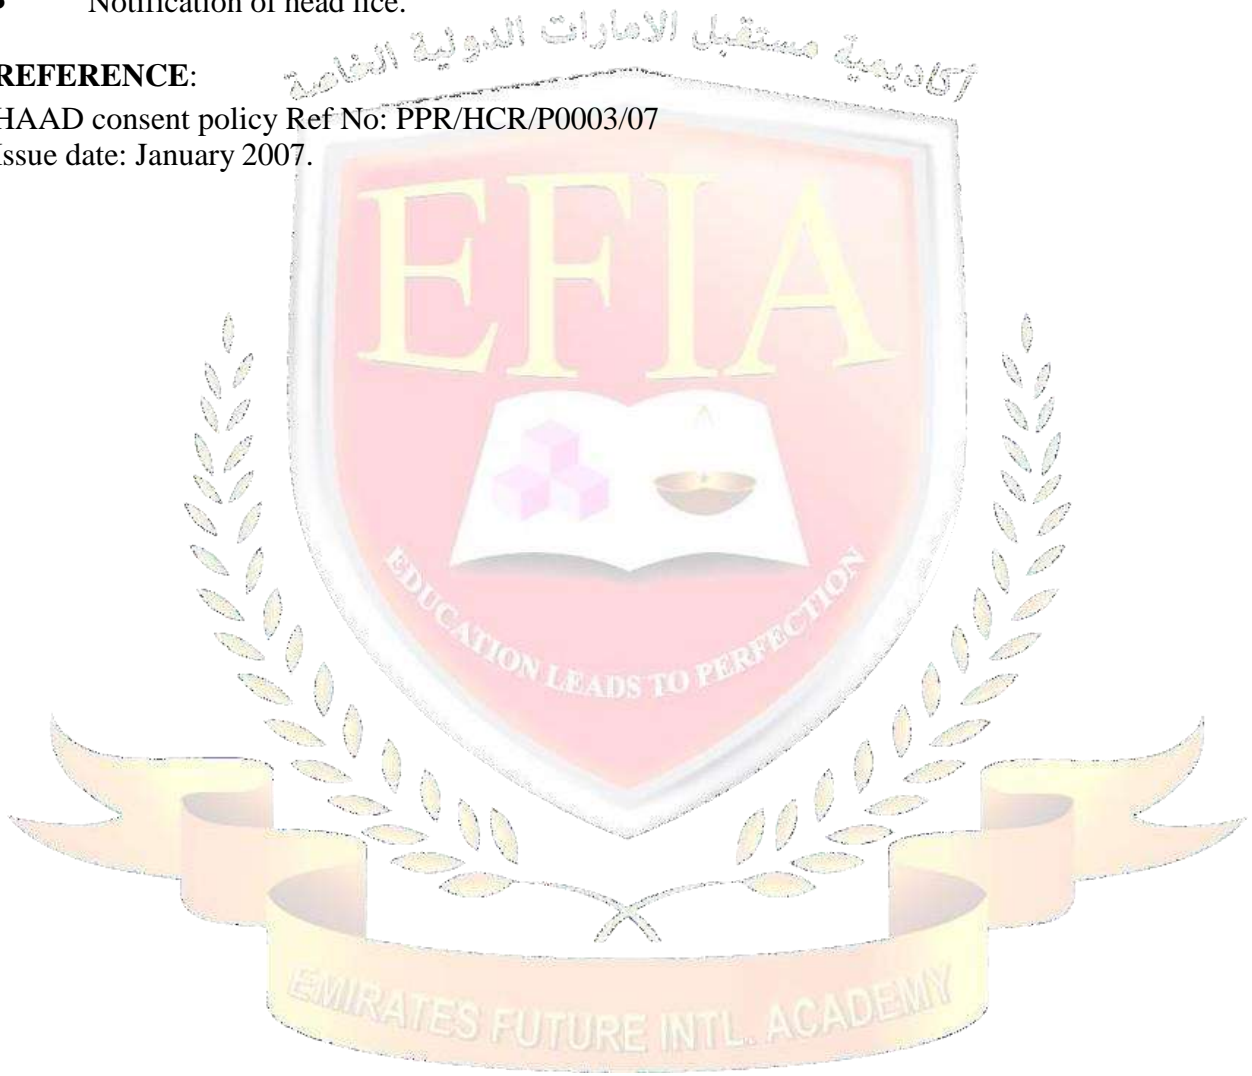 • Notification of head lice.
أكاديمية مستقبل الامارات الدولية الخاصة
REFERENCE:
HAAD consent policy Ref No: PPR/HCR/P0003/07
Issue date: January 2007.
EFIA
EDUCATION LEADS TO PERFECTION
EMIRATES FUTURE INTL. ACADEMY